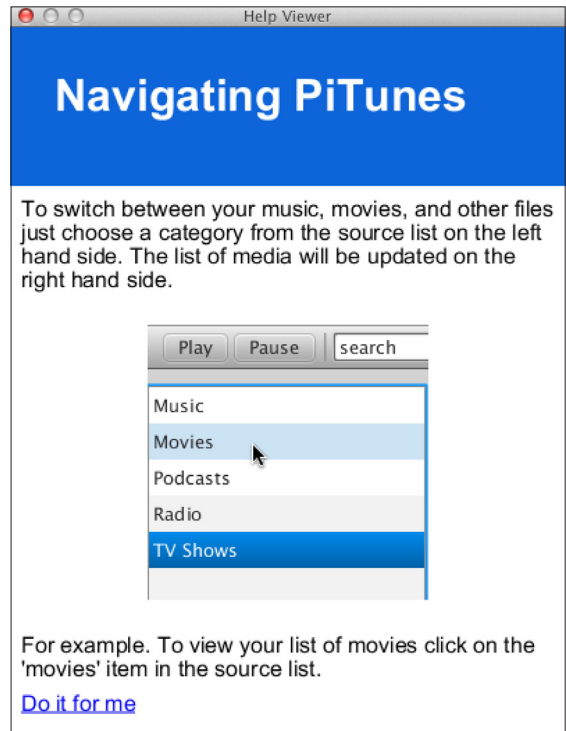 Help Viewer
Navigating PiTunes
To switch between your music, movies, and other files
just choose a category from the source list on the left
hand side. The list of media will be updated on the
right hand side.
Play Pause search
Music
Movies
Podcasts
Radio
TV Shows
For example. To view your list of movies click on the
'movies' item in the source list.
Do it for me